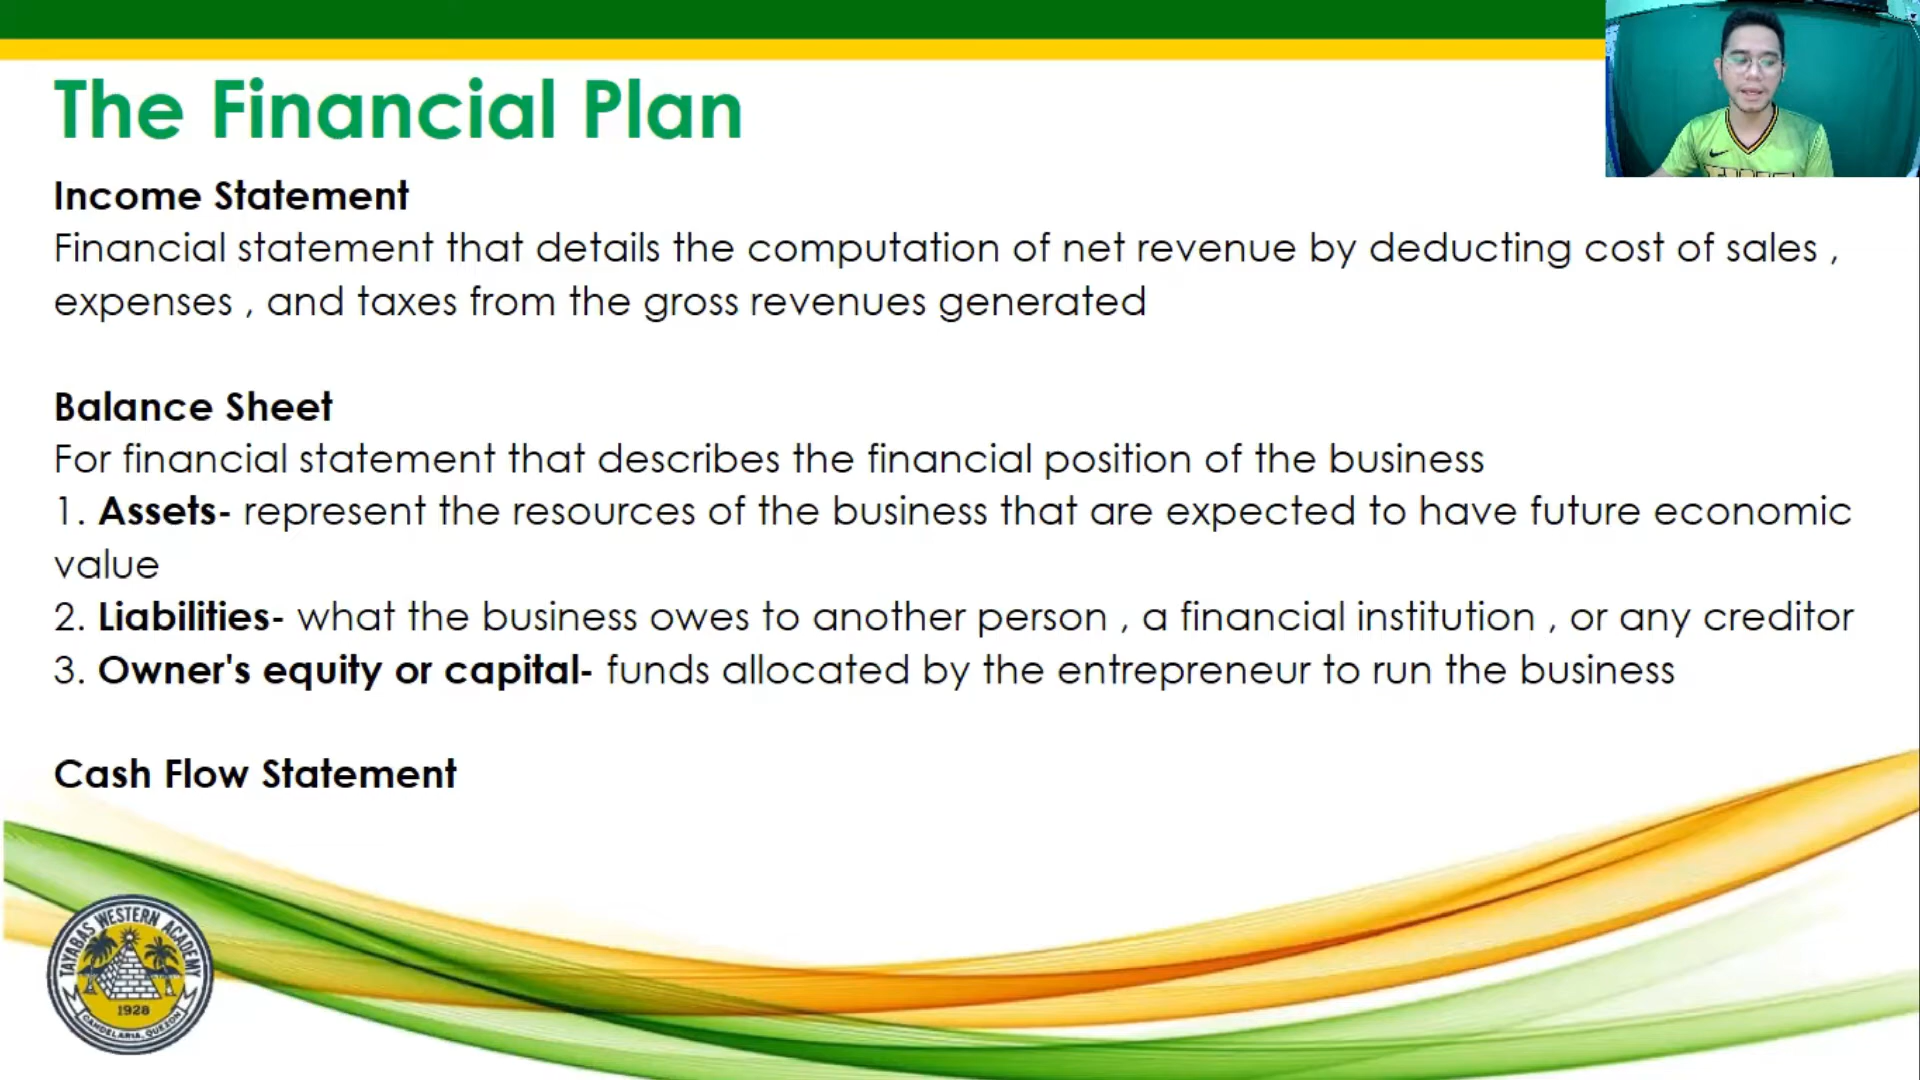 The Financial Plan
Income Statement
Financial statement that details the computation of net revenue by deducting cost of sales ,
expenses , and taxes from the gross revenues generated
Balance Sheet
For financial statement that describes the financial position of the business
1. Assets- represent the resources of the business that are expected to have future economic
value
2. Liabilities- what the business owes to another person , a financial institution , or any creditor
3. Owner's equity or capital- funds allocated by the entrepreneur to run the business
Cash Flow Statement
TAYABAS WESTERN ACADEMY
1928
CANDELARIA, QUEZON